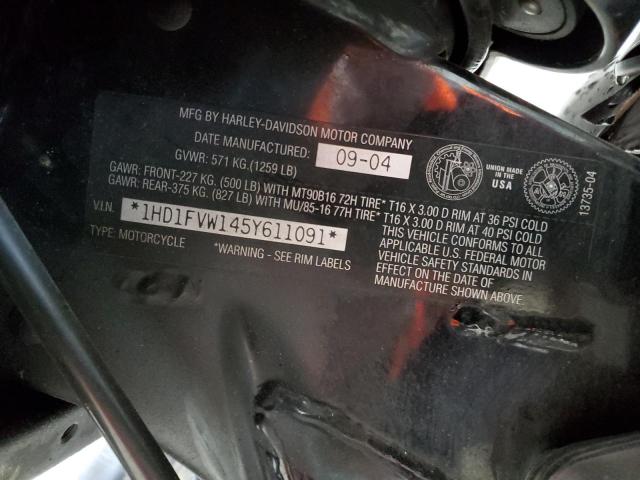 MFG BY HARLEY-DAVIDSON MOTOR COMPANY
DATE MANUFACTURED: 09-04
GVWR: 571 KG.(1259 LB)
GAWR: FRONT-227 KG. (500 LB) WITH MT90B16 72H TIRE* T16 X 3.00 D RIM AT 36 PSI COLD
GAWR: REAR-375 KG. (827 LB) WITH MU/85-16 77H TIRE* T16 X 3.00 D RIM AT 40 PSI COLD
V.I.N. *1HD1FVW145Y611091*
TYPE: MOTORCYCLE *WARNING - SEE RIM LABELS
THIS VEHICLE CONFORMS TO ALL
APPLICABLE U.S. FEDERAL MOTOR
VEHICLE SAFETY STANDARDS IN
EFFECT ON THE DATE OF
MANUFACTURE SHOWN ABOVE.
UNION MADE
IN THE
USA
13735-04